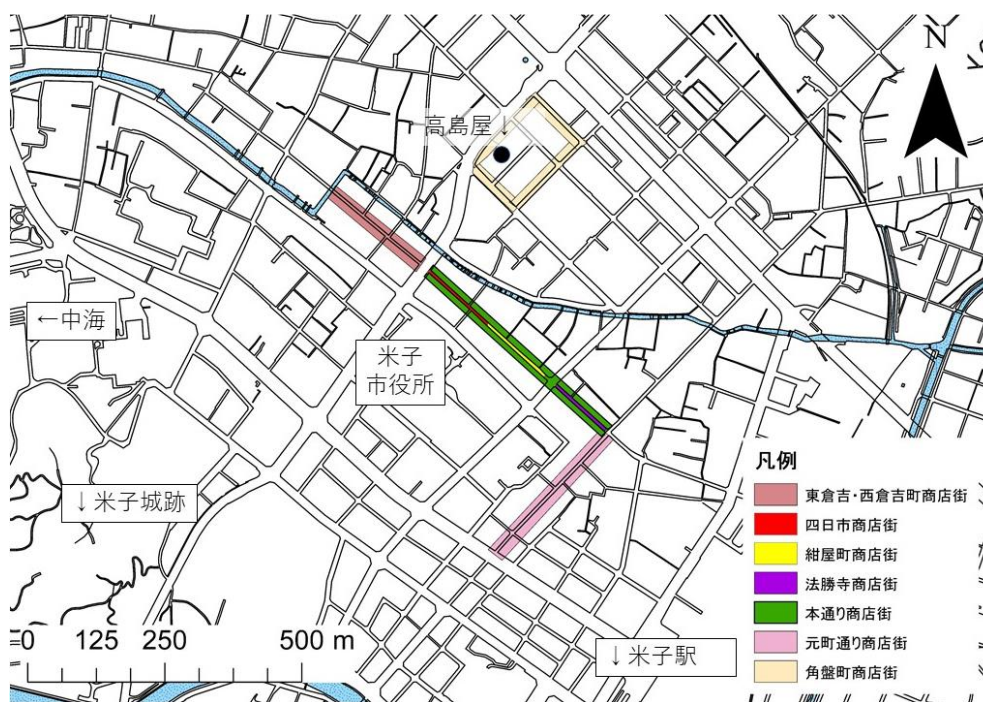 N
高島屋↓
←中海
米子
市役所
↓米子城跡
凡例
東倉吉・西倉吉町商店街
四日市商店街
紺屋町商店街
法勝寺商店街
本通り商店街
元町通り商店街
角盤町商店街
0 125 250 500 m
↓米子駅